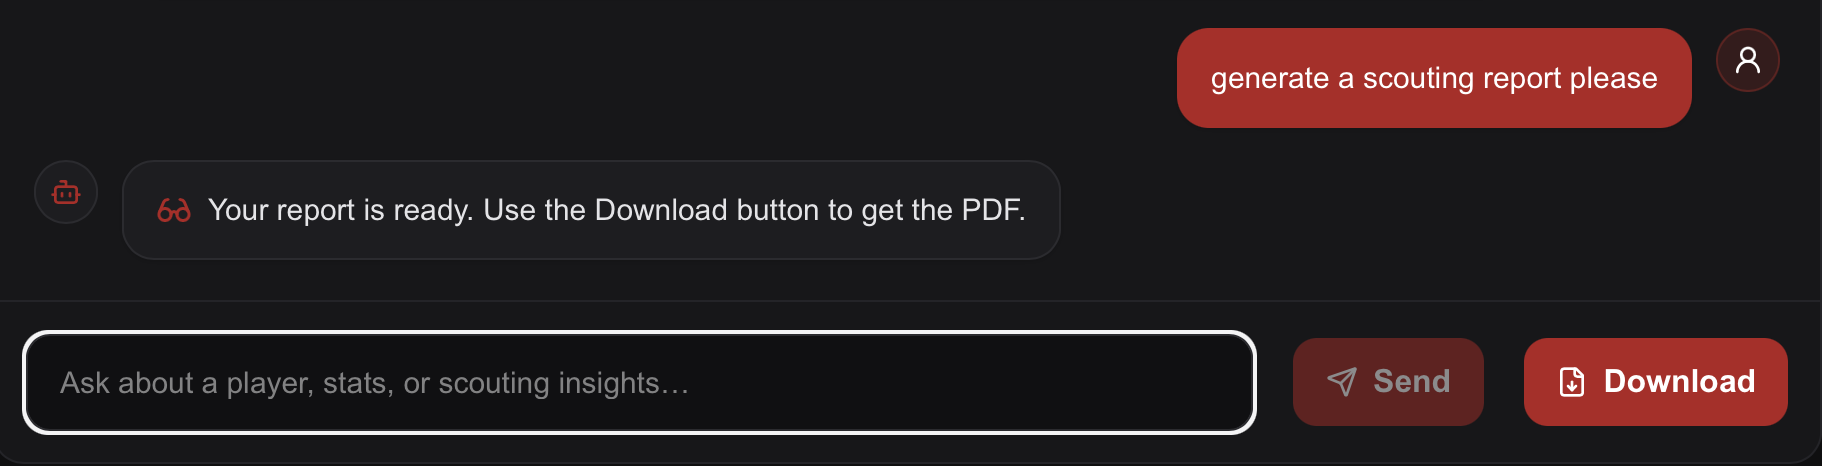 generate a scouting report please
Your report is ready. Use the Download button to get the PDF.
Ask about a player, stats, or scouting insights…
Send
Download